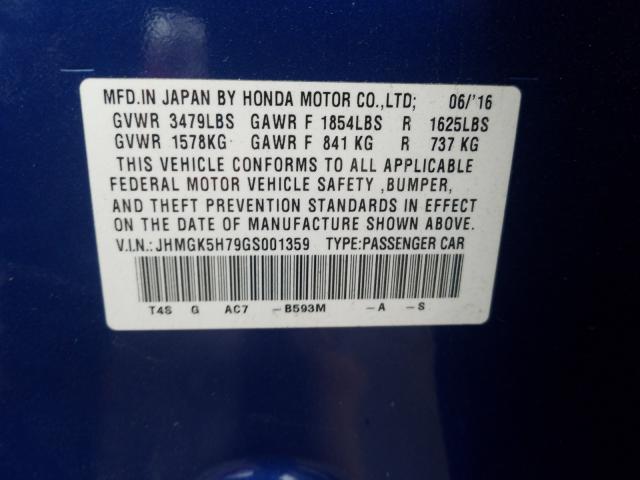 MFD.IN JAPAN BY HONDA MOTOR CO.,LTD; 06/'16
GVWR 3479LBS GAWR F 1854LBS R 1625LBS
GVWR 1578KG GAWR F 841 KG R 737 KG
THIS VEHICLE CONFORMS TO ALL APPLICABLE
FEDERAL MOTOR VEHICLE SAFETY ,BUMPER,
AND THEFT PREVENTION STANDARDS IN EFFECT
ON THE DATE OF MANUFACTURE SHOWN ABOVE.
V.I.N.:JHMGK5H79GS001359 TYPE:PASSENGER CAR
T4S G AC7 -B593M -A -S